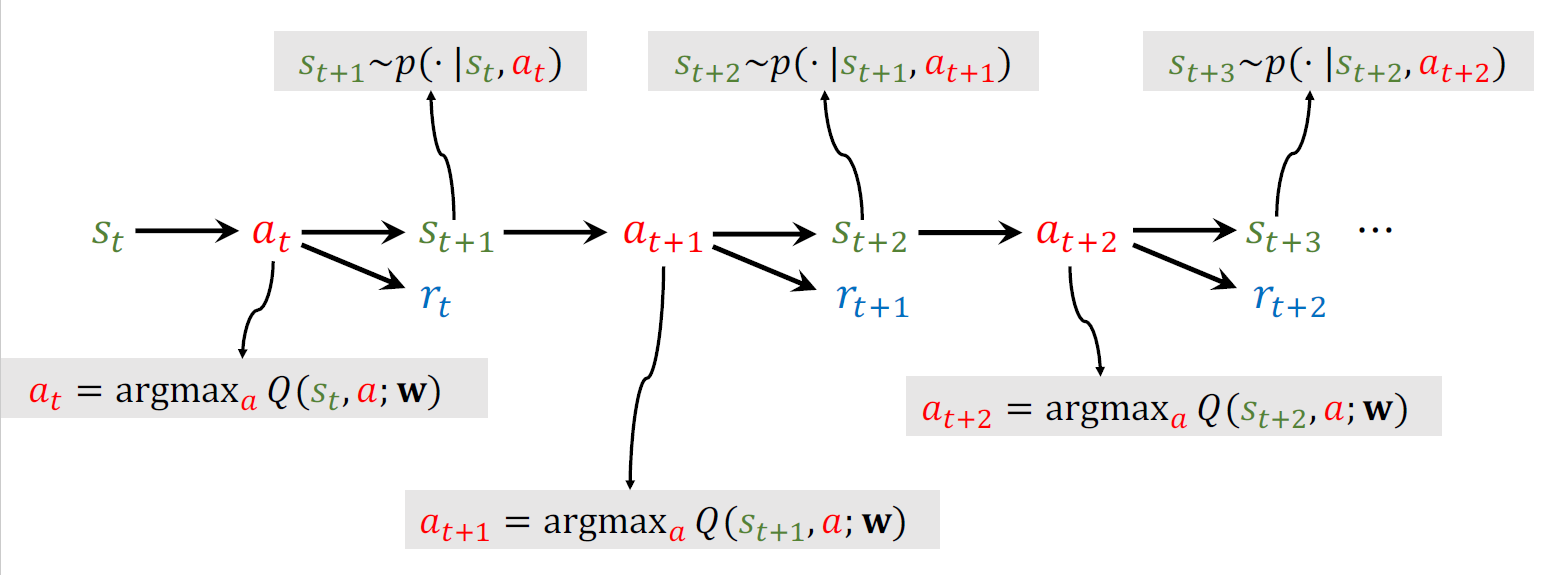 s_{t+1}~p(· |s_t, a_t)
s_{t+2}~p(· |s_{t+1}, a_{t+1})
s_{t+3}~p(· |s_{t+2}, a_{t+2})
s_t a_t s_{t+1} a_{t+1} s_{t+2} a_{t+2} s_{t+3} ⋯
r_t r_{t+1} r_{t+2}
a_t = argmax_a Q(s_t, a; w)
a_{t+2} = argmax_a Q(s_{t+2}, a; w)
a_{t+1} = argmax_a Q(s_{t+1}, a; w)